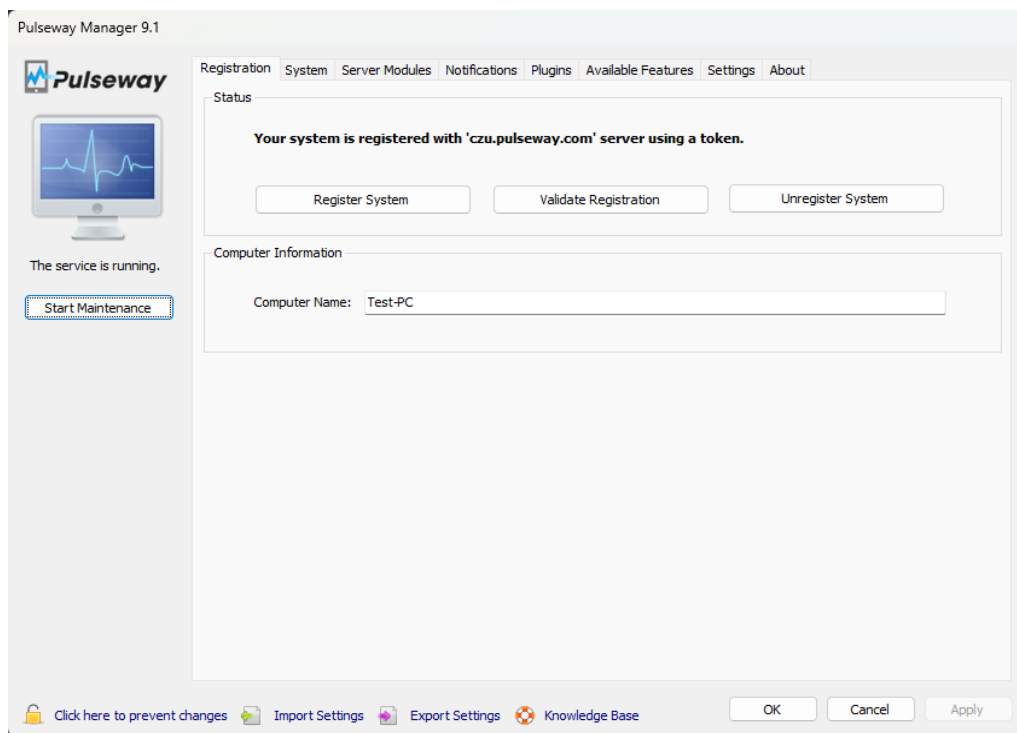 Pulseway Manager 9.1
Pulseway
Registration System Server Modules Notifications Plugins Available Features Settings About
Status
Your system is registered with 'czu.pulseway.com' server using a token.
Register System Validate Registration Unregister System
The service is running.
Start Maintenance
Computer Information
Computer Name: Test-PC
Click here to prevent changes Import Settings Export Settings Knowledge Base OK Cancel Apply